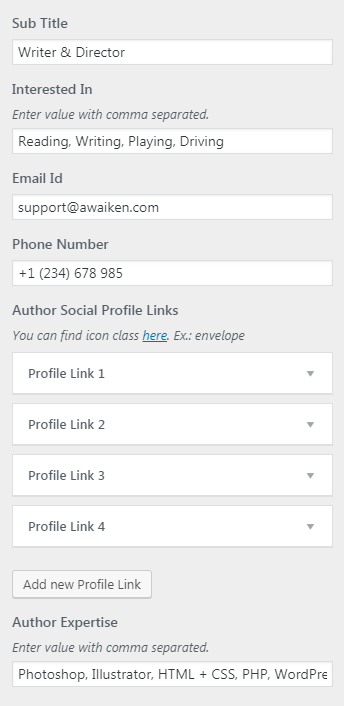 Sub Title
Writer & Director
Interested In
Enter value with comma separated.
Reading, Writing, Playing, Driving
Email Id
support@awaiken.com
Phone Number
+1 (234) 678 985
Author Social Profile Links
You can find icon class here. Ex.: envelope
Profile Link 1
Profile Link 2
Profile Link 3
Profile Link 4
Add new Profile Link
Author Expertise
Enter value with comma separated.
Photoshop, Illustrator, HTML + CSS, PHP, WordPre